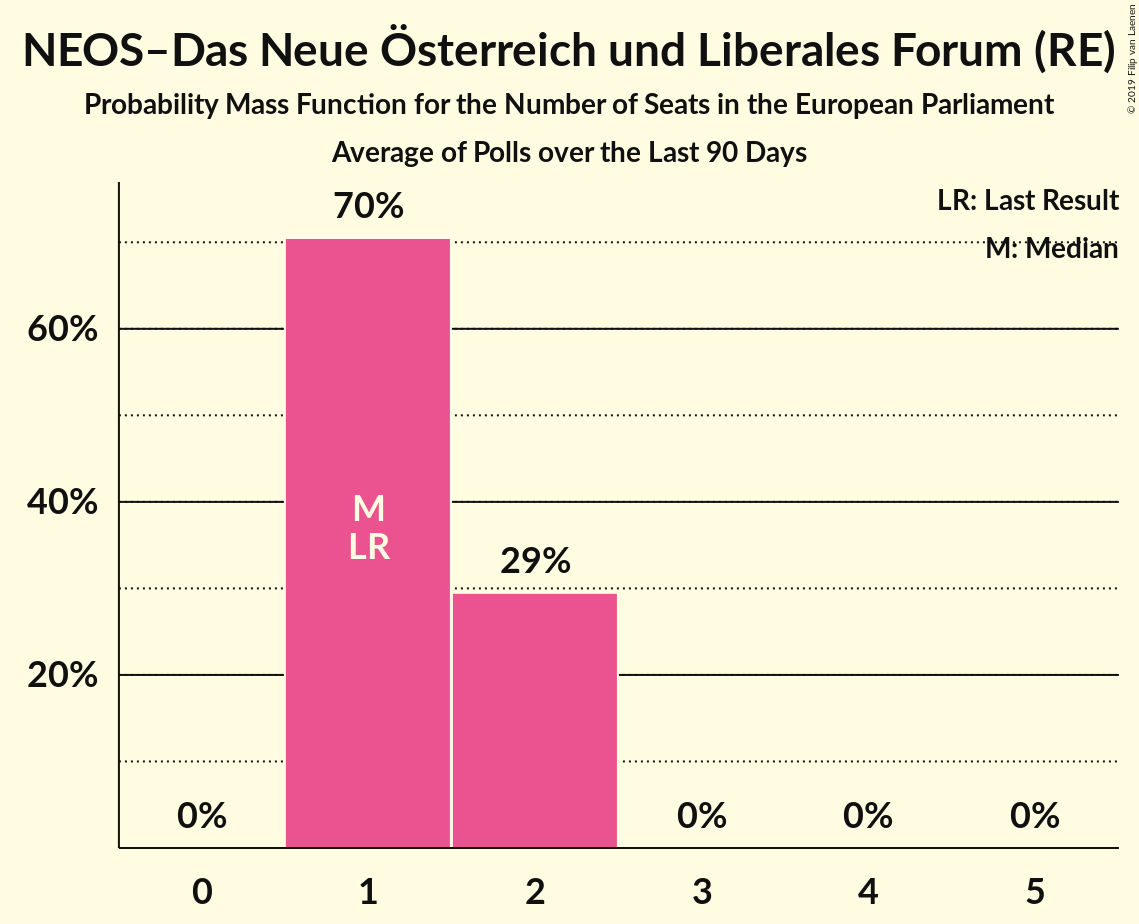 NEOS–Das Neue Österreich und Liberales Forum (RE)
Probability Mass Function for the Number of Seats in the European Parliament
Average of Polls over the Last 90 Days
© 2019 Filip van Laenen
LR: Last Result
M: Median
70%
60%
40%
M
LR
29%
20%
0%
0%
0%
0%
0 1 2 3 4 5